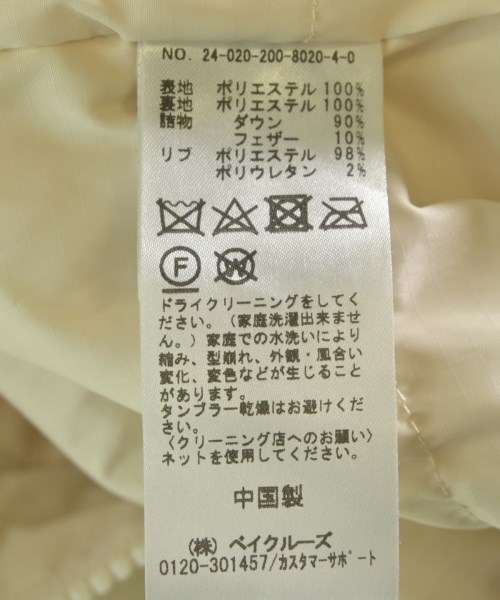 NO. 24-020-200-8020-4-0
表地 ポリエステル 100%
裏地 ポリエステル 100%
詰物 ダウン 90%
フェザー 10%
リブ ポリエステル 98%
ポリウレタン 2%
F W
ドライクリーニングをしてく
ださい。(家庭洗濯出来ませ
ん。)家庭での水洗いにより
縮み、型崩れ、外観・風合い
変化、変色などが生じること
があります。
タンブラー乾燥はお避けくだ
さい。
〈クリーニング店へのお願い〉
ネットを使用してください。
中国製
(株) ベイクルーズ
0120-301457/カスタマーサポート